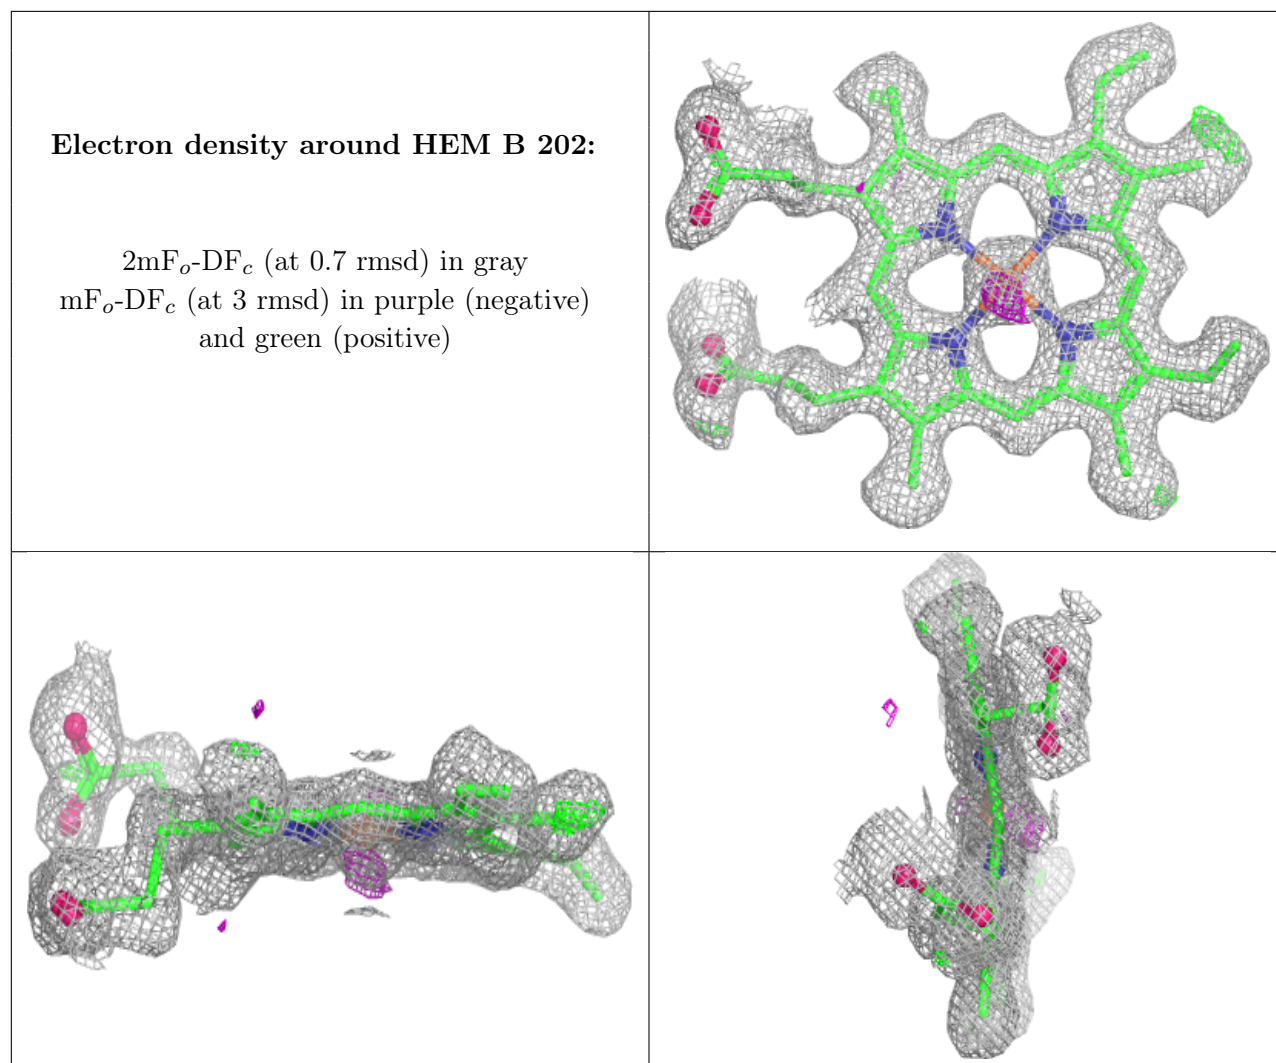 Electron density around HEM B 202:
2mFo-DFc (at 0.7 rmsd) in gray
mFo-DFc (at 3 rmsd) in purple (negative)
and green (positive)